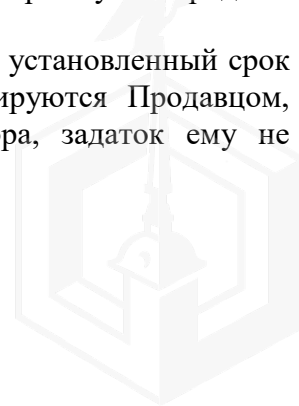 установленный срок
ируются Продавцом,
ра, задаток ему не